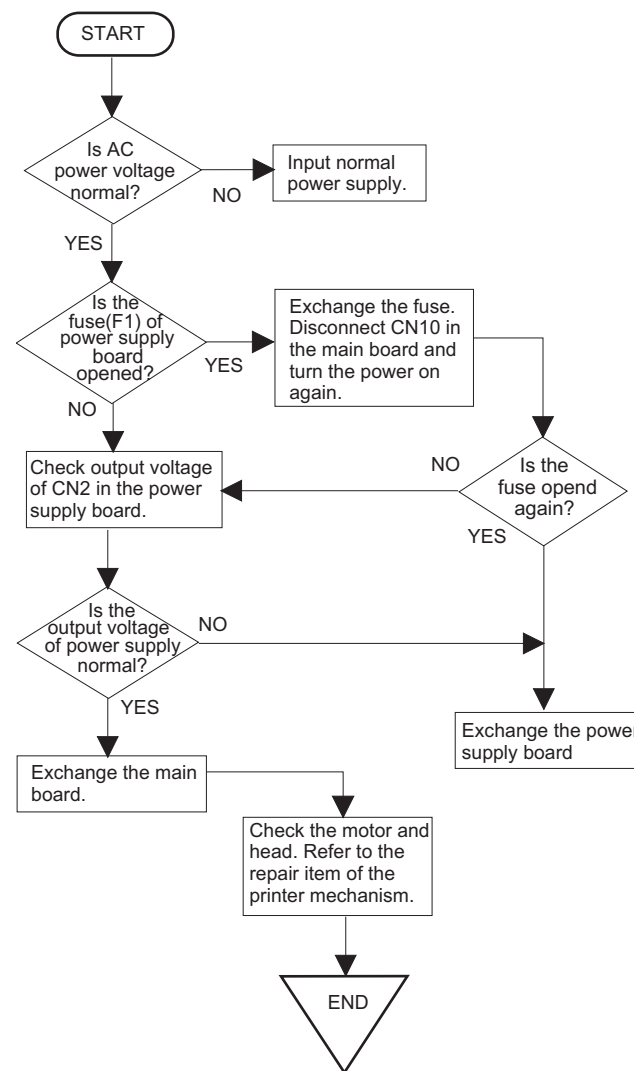 START
Is AC
power voltage
normal?
NO
Input normal
power supply.
YES
Is the
fuse(F1) of
power supply
board
opened?
YES
Exchange the fuse.
Disconnect CN10 in
the main board and
turn the power on
again.
NO
Check output voltage
of CN2 in the power
supply board.
NO
Is the
fuse opend
again?
YES
Is the
output voltage
of power supply
normal?
NO
YES
Exchange the power
supply board
Exchange the main
board.
Check the motor and
head. Refer to the
repair item of the
printer mechanism.
END